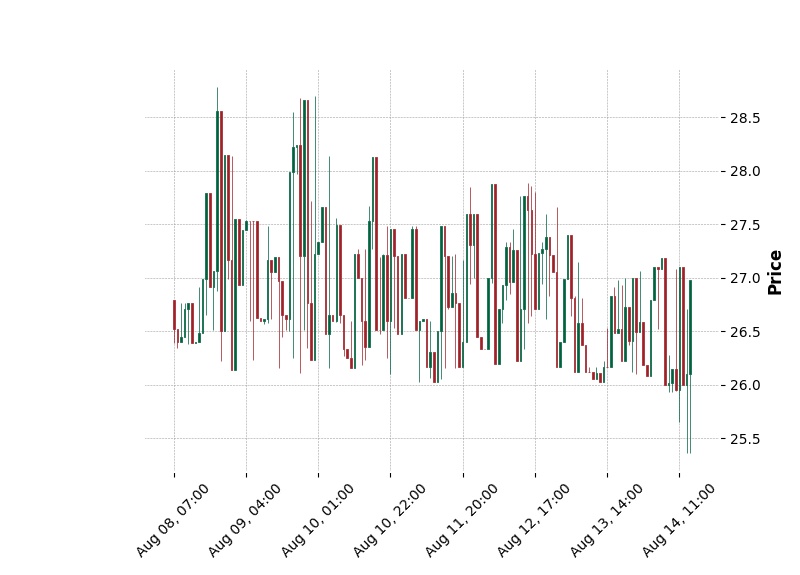 28.5
28.0
27.5
27.0
26.5
26.0
25.5
Price
Aug 08, 07:00
Aug 09, 04:00
Aug 10, 01:00
Aug 10, 22:00
Aug 11, 20:00
Aug 12, 17:00
Aug 13, 14:00
Aug 14, 11:00